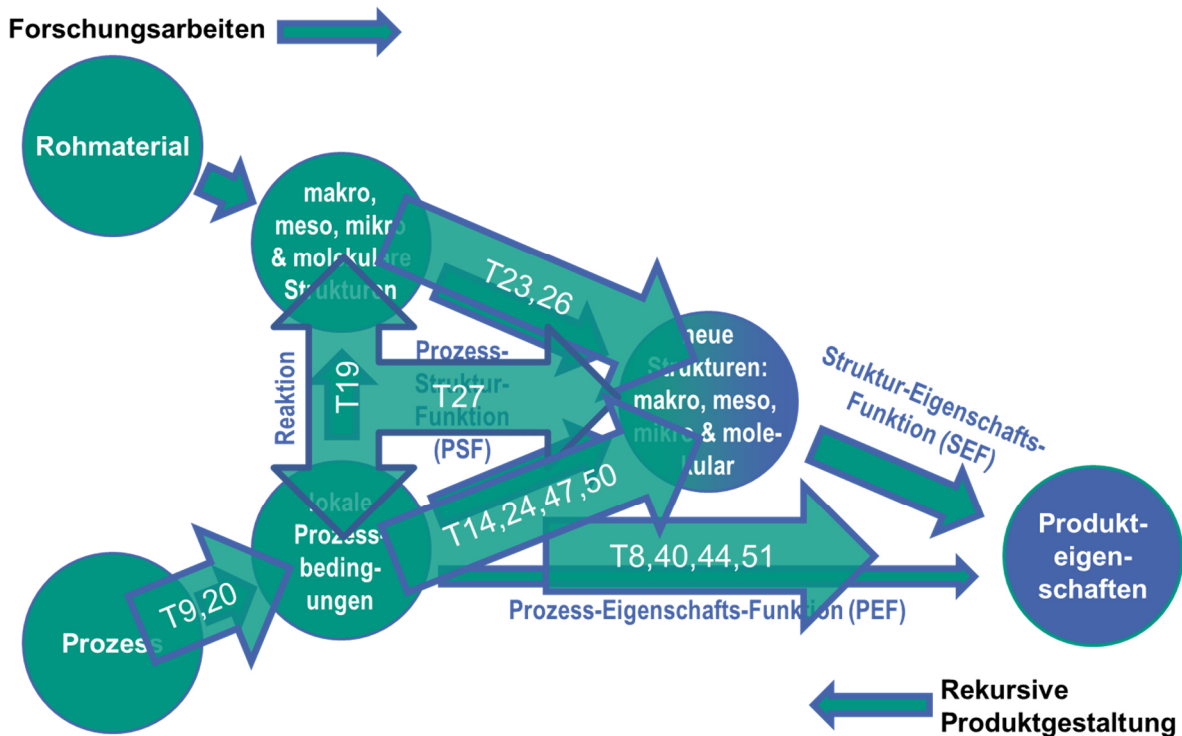 Forschungsarbeiten
Rohmaterial
makro,
meso, mikro
& molekulare
Strukturen
T23,26
Reaktion
T19
Prozess-
Struktur-
Funktion
(PSF)
T27
neue
Strukturen:
makro, meso,
mikro & mole-
kular
Struktur-Eigenschafts-
Funktion (SEF)
lokale
Prozess-
beding-
ungen
T14,24,47,50
T8,40,44,51
Prozess-Eigenschafts-Funktion (PEF)
Produkt-
eigen-
schaften
T9,20
Prozess
Rekursive
Produktgestaltung